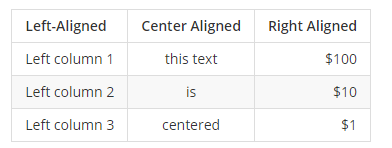 Left-Aligned Center Aligned Right Aligned
Left column 1 this text $100
Left column 2 is $10
Left column 3 centered $1